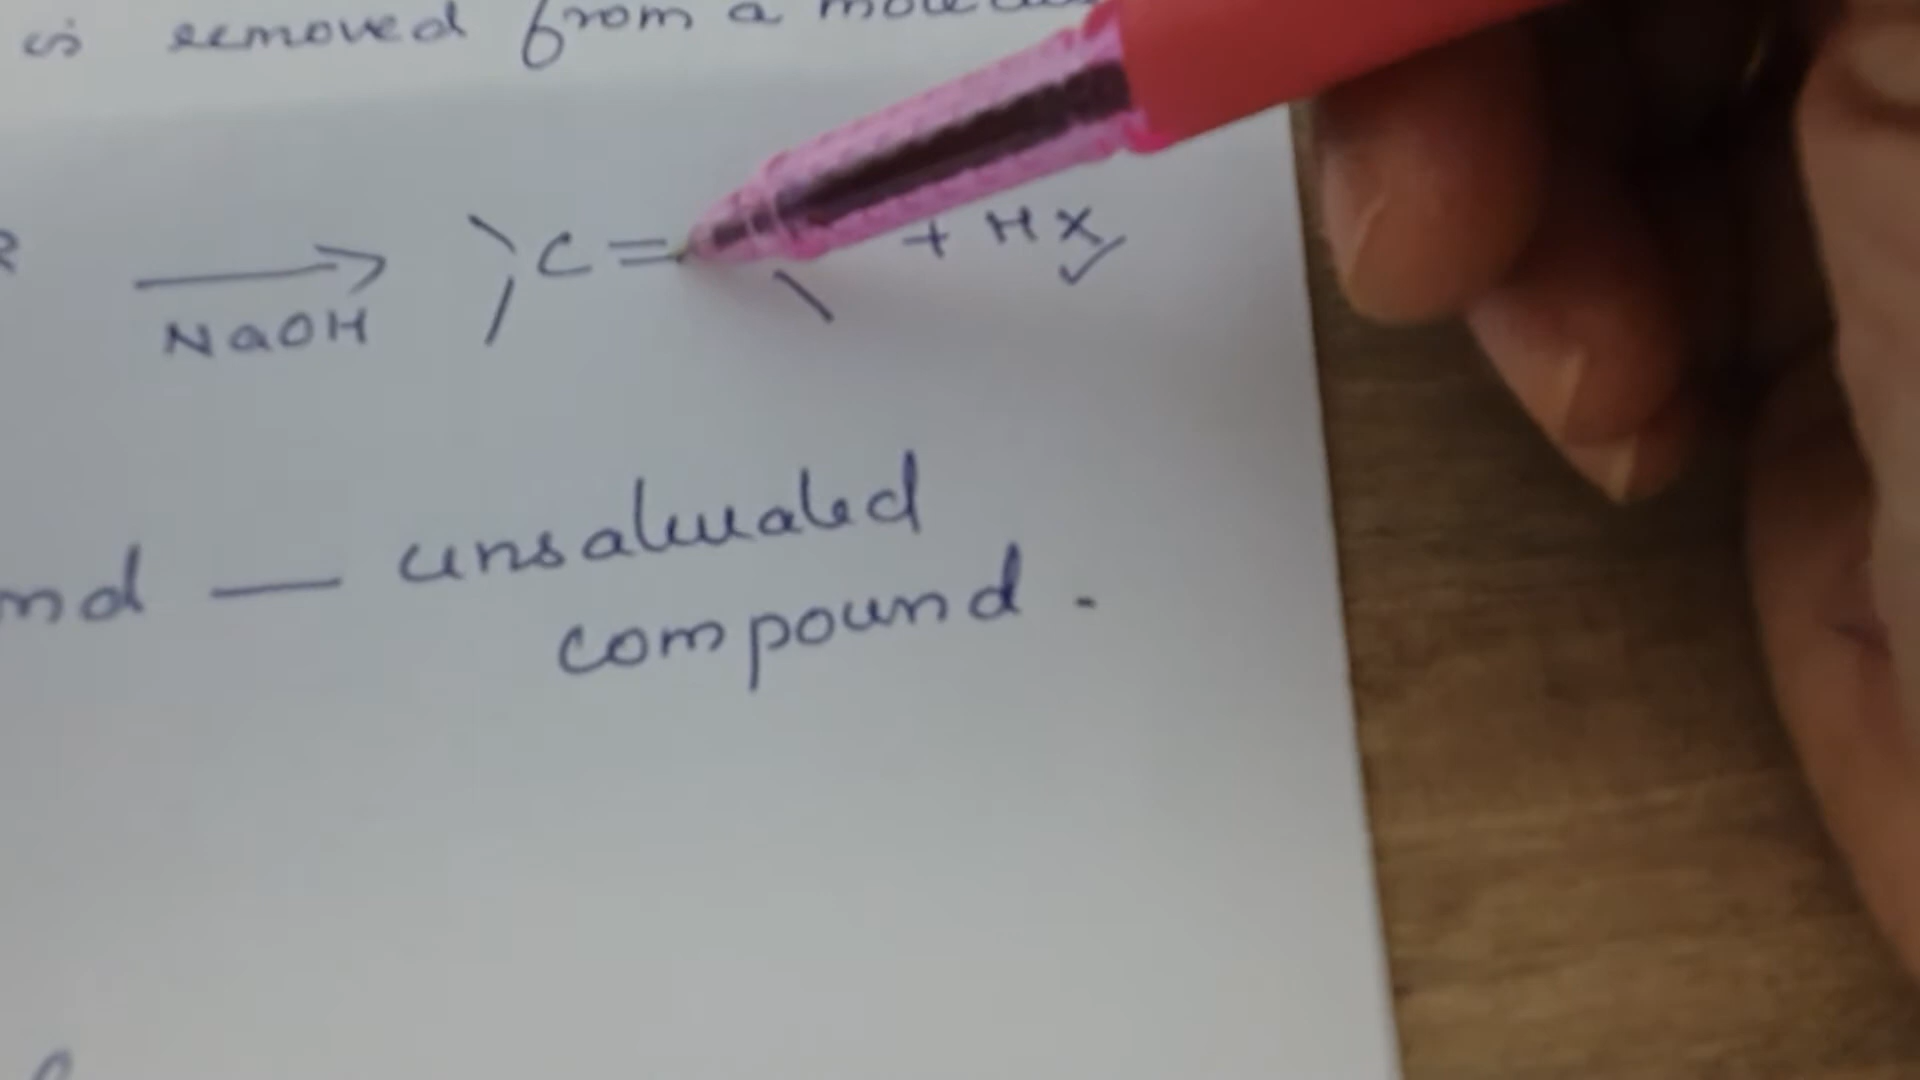 is removed from a
NaOH
C = + HX
unsaturated
compound.